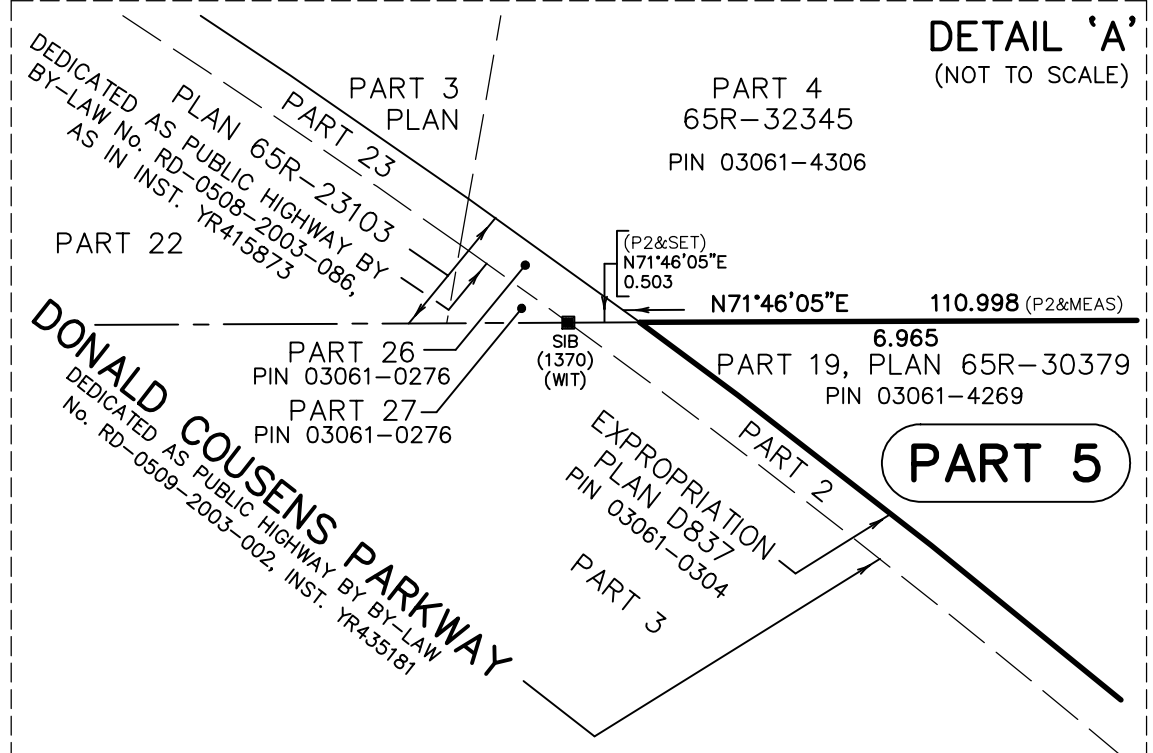 DETAIL 'A'
(NOT TO SCALE)
DEDICATED AS PUBLIC HIGHWAY BY
BY-LAW No. RD-0508-2003-086,
AS IN INST. YR415873
PLAN 65R-23103
PART 23
PART 3
PLAN
PART 4
65R-32345
PIN 03061-4306
PART 22
(P2&SET)
N71°46'05"E
0.503
N71°46'05"E
110.998 (P2&MEAS)
6.965
PART 19, PLAN 65R-30379
PIN 03061-4269
SIB
(1370)
(WIT)
PART 26
PIN 03061-0276
PART 27
PIN 03061-0276
PART 5
PART 2
EXPROPRIATION
PLAN D837
PIN 03061-0304
PART 3
DONALD COUSENS PARKWAY
DEDICATED AS PUBLIC HIGHWAY BY BY-LAW
No. RD-0509-2003-002, INST. YR435181